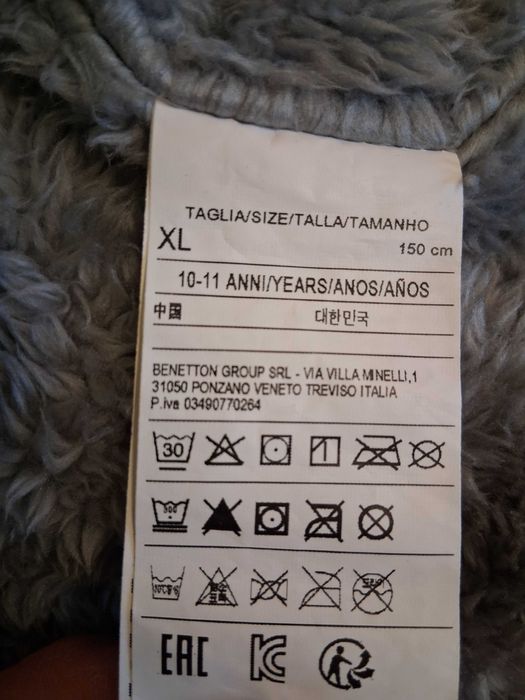 TAGLIA/SIZE/TALLA/TAMANHO
XL 150 cm
10-11 ANNI/YEARS/ANOS/AÑOS
中国 대한민국
BENETTON GROUP SRL - VIA VILLA MINELLI,1
31050 PONZANO VENETO TREVISO ITALIA
P.iva 03490770264
30
EAC